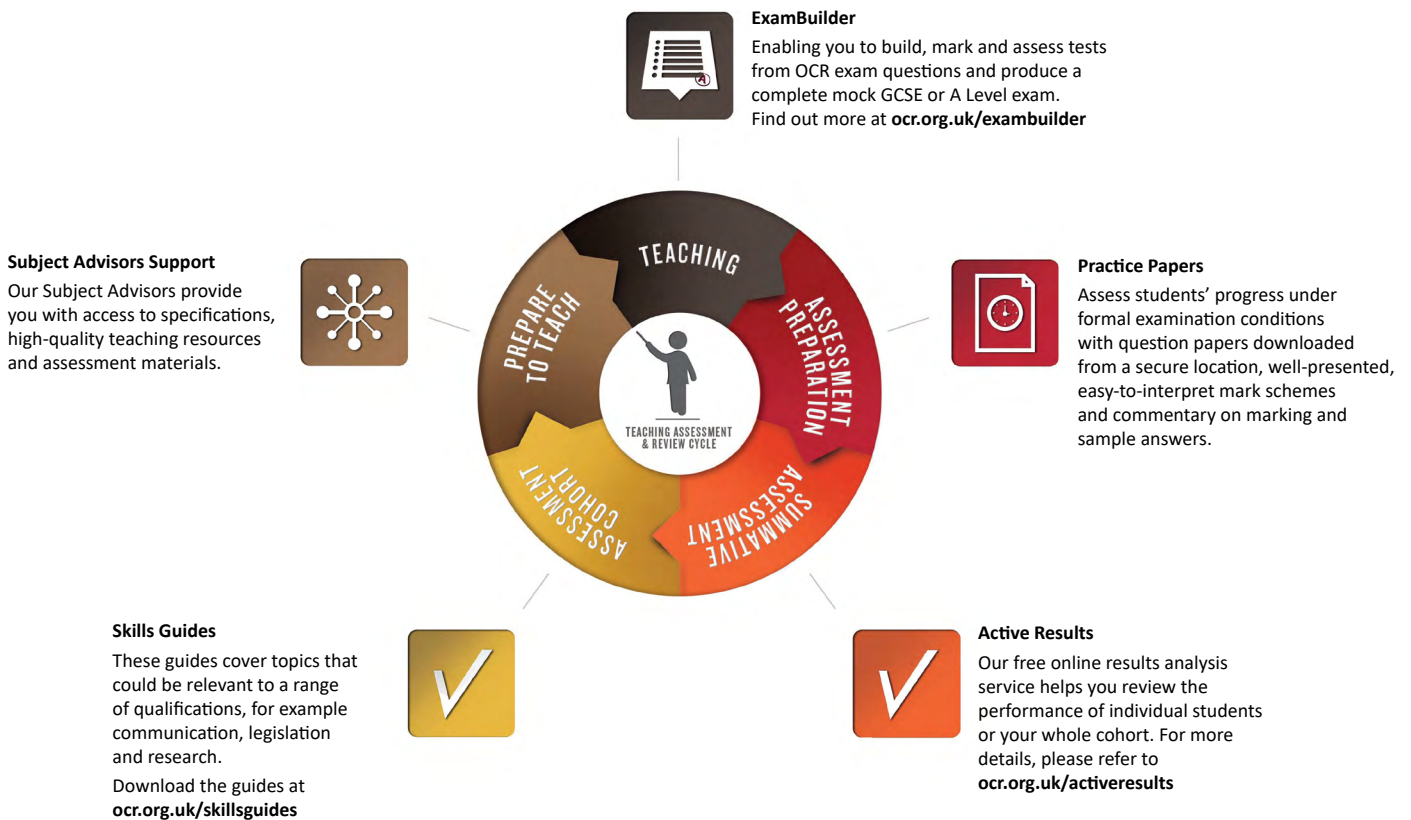 ExamBuilder
Enabling you to build, mark and assess tests
from OCR exam questions and produce a
complete mock GCSE or A Level exam.
Find out more at ocr.org.uk/exambuilder
A
Subject Advisors Support
Our Subject Advisors provide
you with access to specifications,
high-quality teaching resources
and assessment materials.
Practice Papers
Assess students’ progress under
formal examination conditions
with question papers downloaded
from a secure location, well-presented,
easy-to-interpret mark schemes
and commentary on marking and
sample answers.
TEACHING
ASSESSMENT
PREPARATION
SUMMATIVE
ASSESSMENT
ASSESSMENT
COHORT
PREPARE
TO TEACH
TEACHING ASSESSMENT
& REVIEW CYCLE
Skills Guides
These guides cover topics that
could be relevant to a range
of qualifications, for example
communication, legislation
and research.
Download the guides at
ocr.org.uk/skillsguides
Active Results
Our free online results analysis
service helps you review the
performance of individual students
or your whole cohort. For more
details, please refer to
ocr.org.uk/activeresults